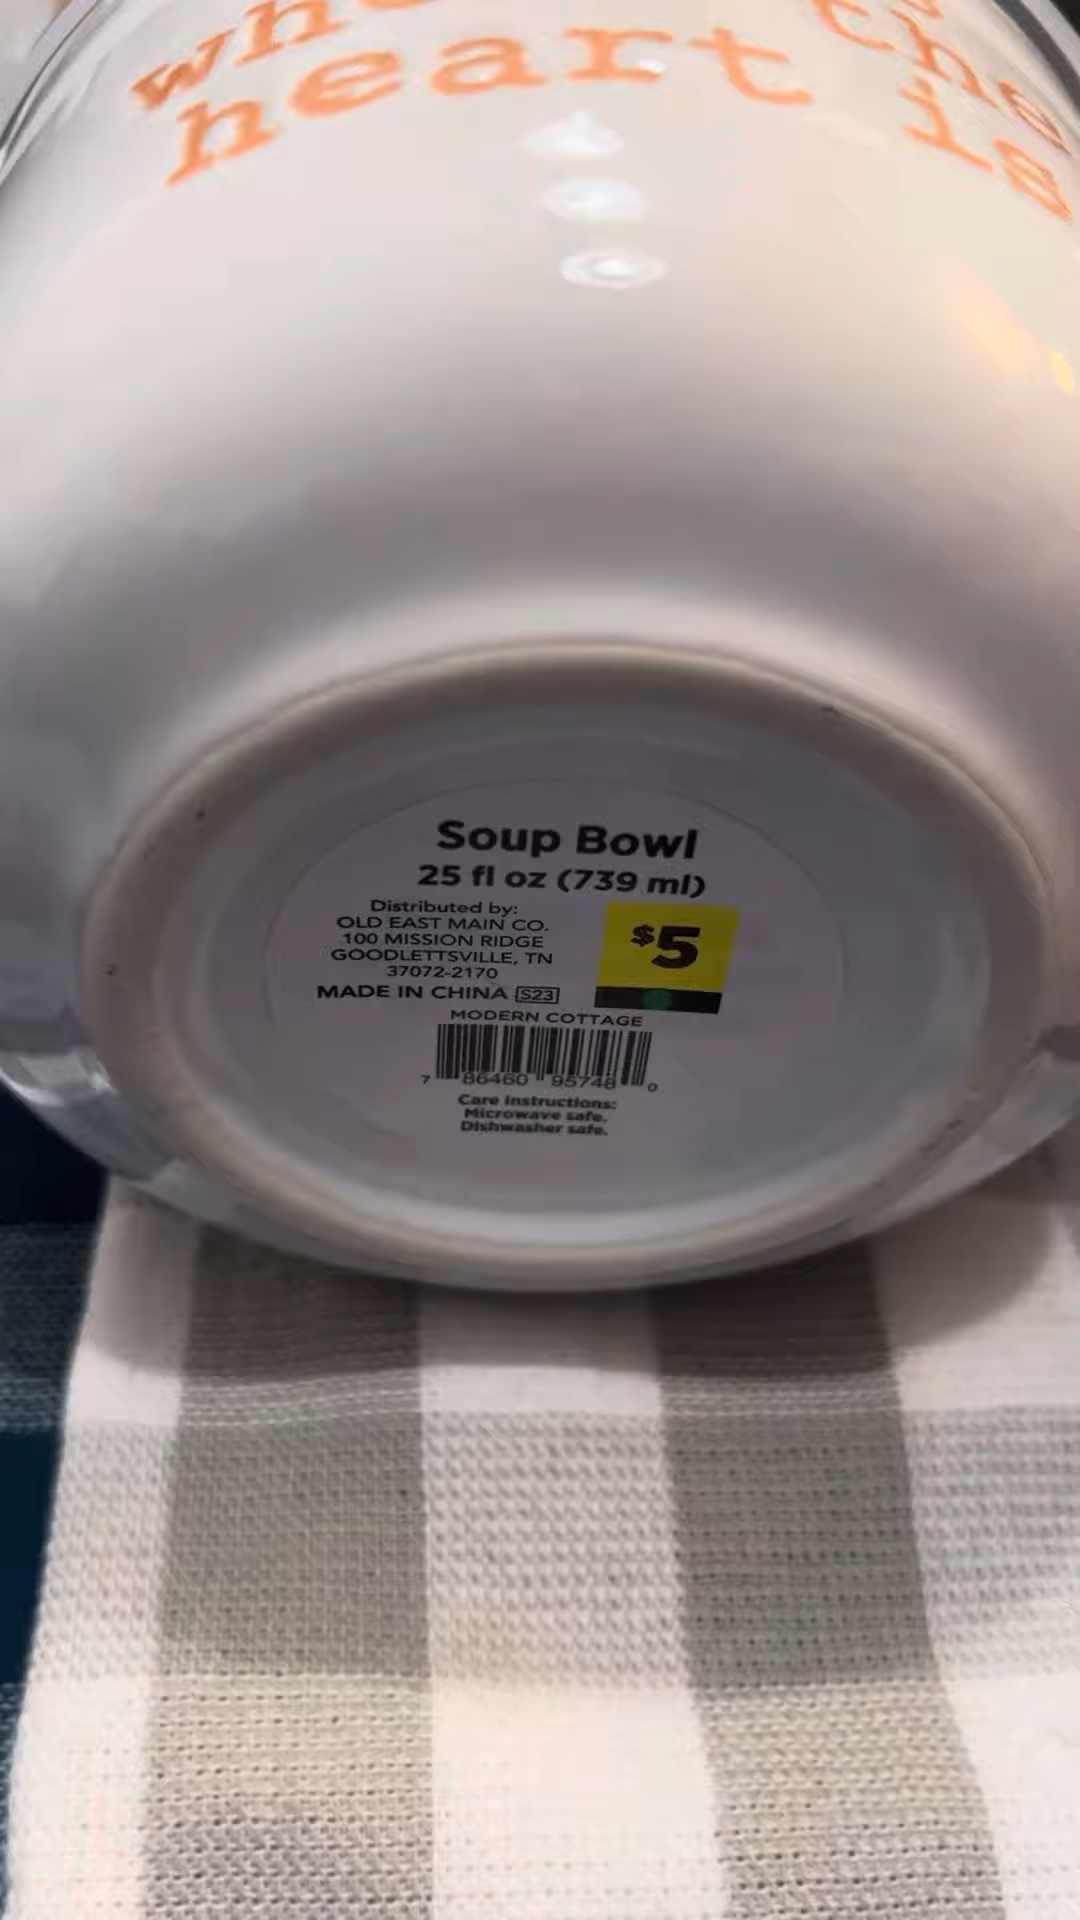 the
heart is
Soup Bowl
25 fl oz (739 ml)
Distributed by:
OLD EAST MAIN CO.
100 MISSION RIDGE
GOODLETTSVILLE, TN
37072-2170
MADE IN CHINA S23
$5
MODERN COTTAGE
7 86460 95748 0
Care Instructions:
Microwave safe.
Dishwasher safe.